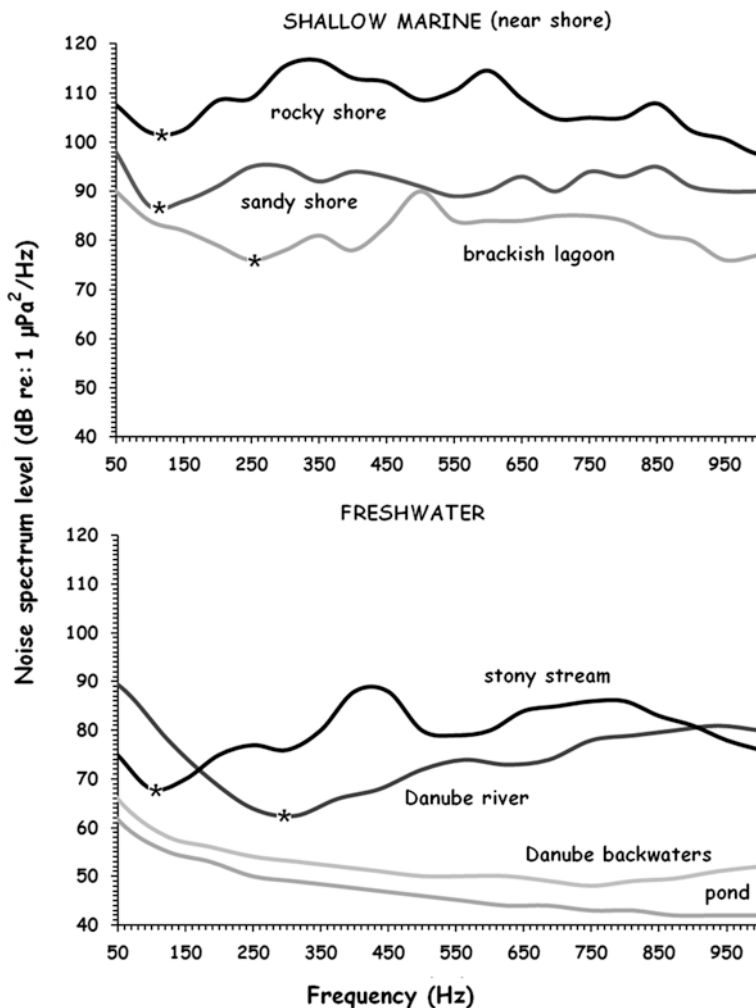 SHALLOW MARINE (near shore)
120
110
100
90
80
70
60
50
40
rocky shore
sandy shore
brackish lagoon
50 150 250 350 450 550 650 750 850 950
Noise spectrum level (dB re: 1 µPa²/Hz)
FRESHWATER
120
110
100
90
80
70
60
50
40
stony stream
Danube river
Danube backwaters
pond
50 150 250 350 450 550 650 750 850 950
Frequency (Hz)